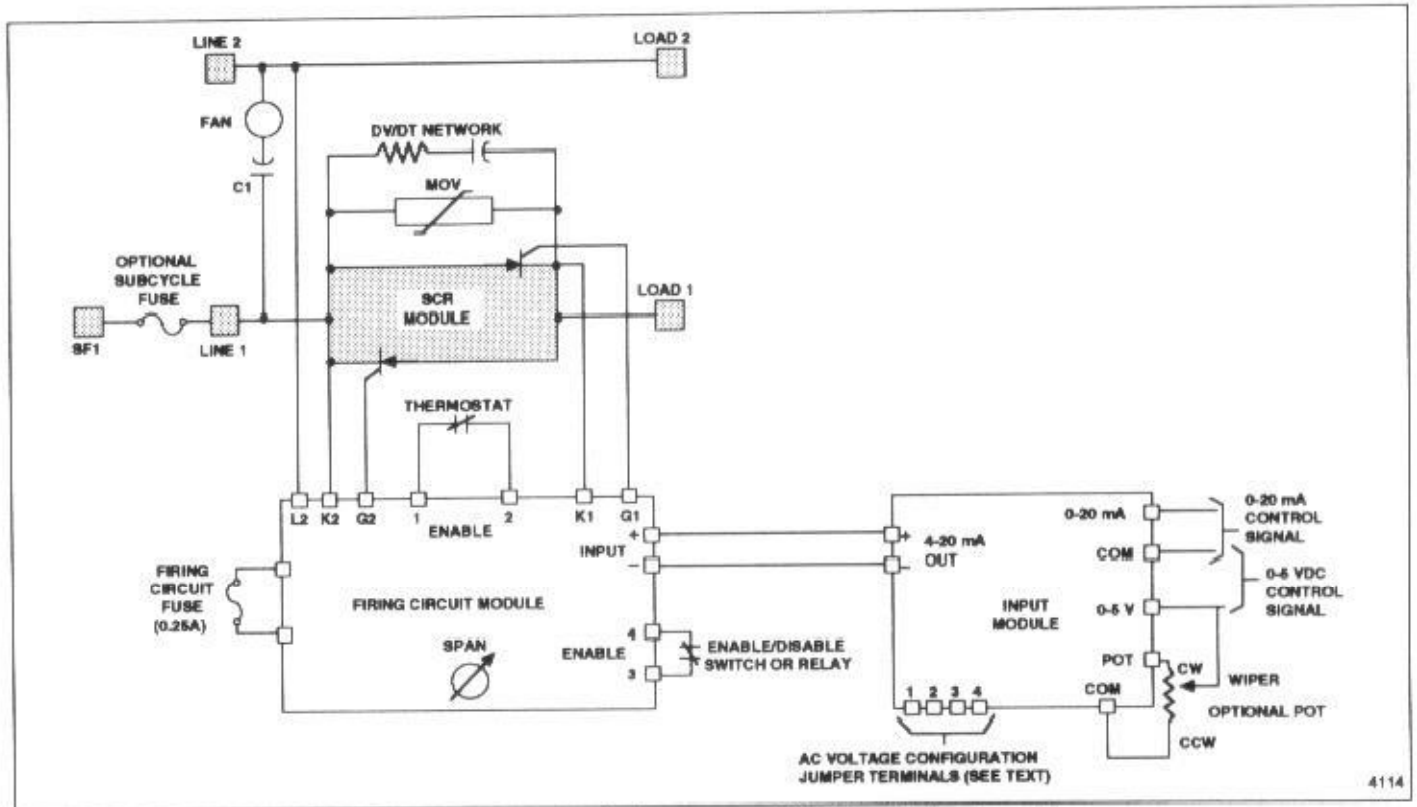 LINE 2
LOAD 2
FAN
DV/DT NETWORK
C1
MOV
OPTIONAL
SUBCYCLE
FUSE
SCR
MODULE
LOAD 1
SF1
LINE 1
THERMOSTAT
L2 K2 G2 1 2 K1 G1
ENABLE
+
INPUT
-
FIRING
CIRCUIT
FUSE
(0.25A)
FIRING CIRCUIT MODULE
SPAN
ENABLE
4
3
ENABLE/DISABLE
SWITCH OR RELAY
+
-
4-20 mA
OUT
INPUT
MODULE
0-20 mA
COM
0-5 V
POT
COM
0-20 mA
CONTROL
SIGNAL
0-5 VDC
CONTROL
SIGNAL
CW
WIPER
OPTIONAL POT
CCW
1 2 3 4
AC VOLTAGE CONFIGURATION
JUMPER TERMINALS (SEE TEXT)
4114